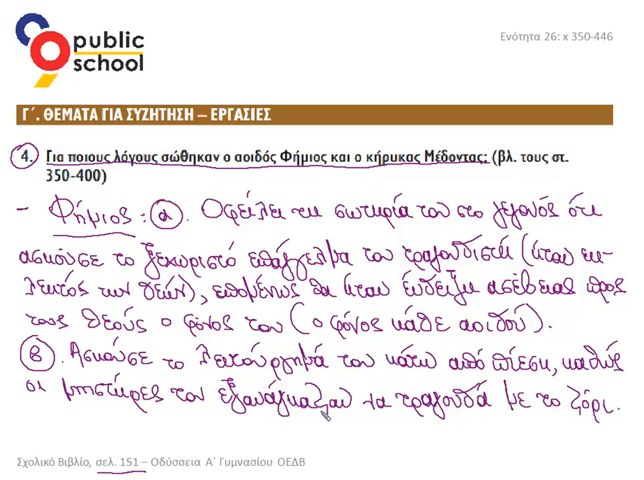 public
school
Ενότητα 26: χ 350-446
Γ΄. ΘΕΜΑΤΑ ΓΙΑ ΣΥΖΗΤΗΣΗ – ΕΡΓΑΣΙΕΣ
4. Για ποιους λόγους σώθηκαν ο αοιδός Φήμιος και ο κήρυκας Μέδοντας; (βλ. τους στ.
350-400)
- Φήμιος: α. Οφείλει τη σωτηρία του στο γεγονός ότι
ασκούσε το ξεχωριστό επάγγελμα του τραγουδιστή (ήταν εκ-
λεκτός των θεών), επομένως θα ήταν ένδειξη ασέβειας προς
τους θεούς ο φόνος του (ο φόνος κάθε αοιδού).
β. Ασκούσε το λειτούργημά του κάτω από πίεση, καθώς
οι μνηστήρες τον εξανάγκαζαν να τραγουδά με το ζόρι.
Σχολικό Βιβλίο, σελ. 151 – Οδύσσεια Α΄ Γυμνασίου ΟΕΔΒ